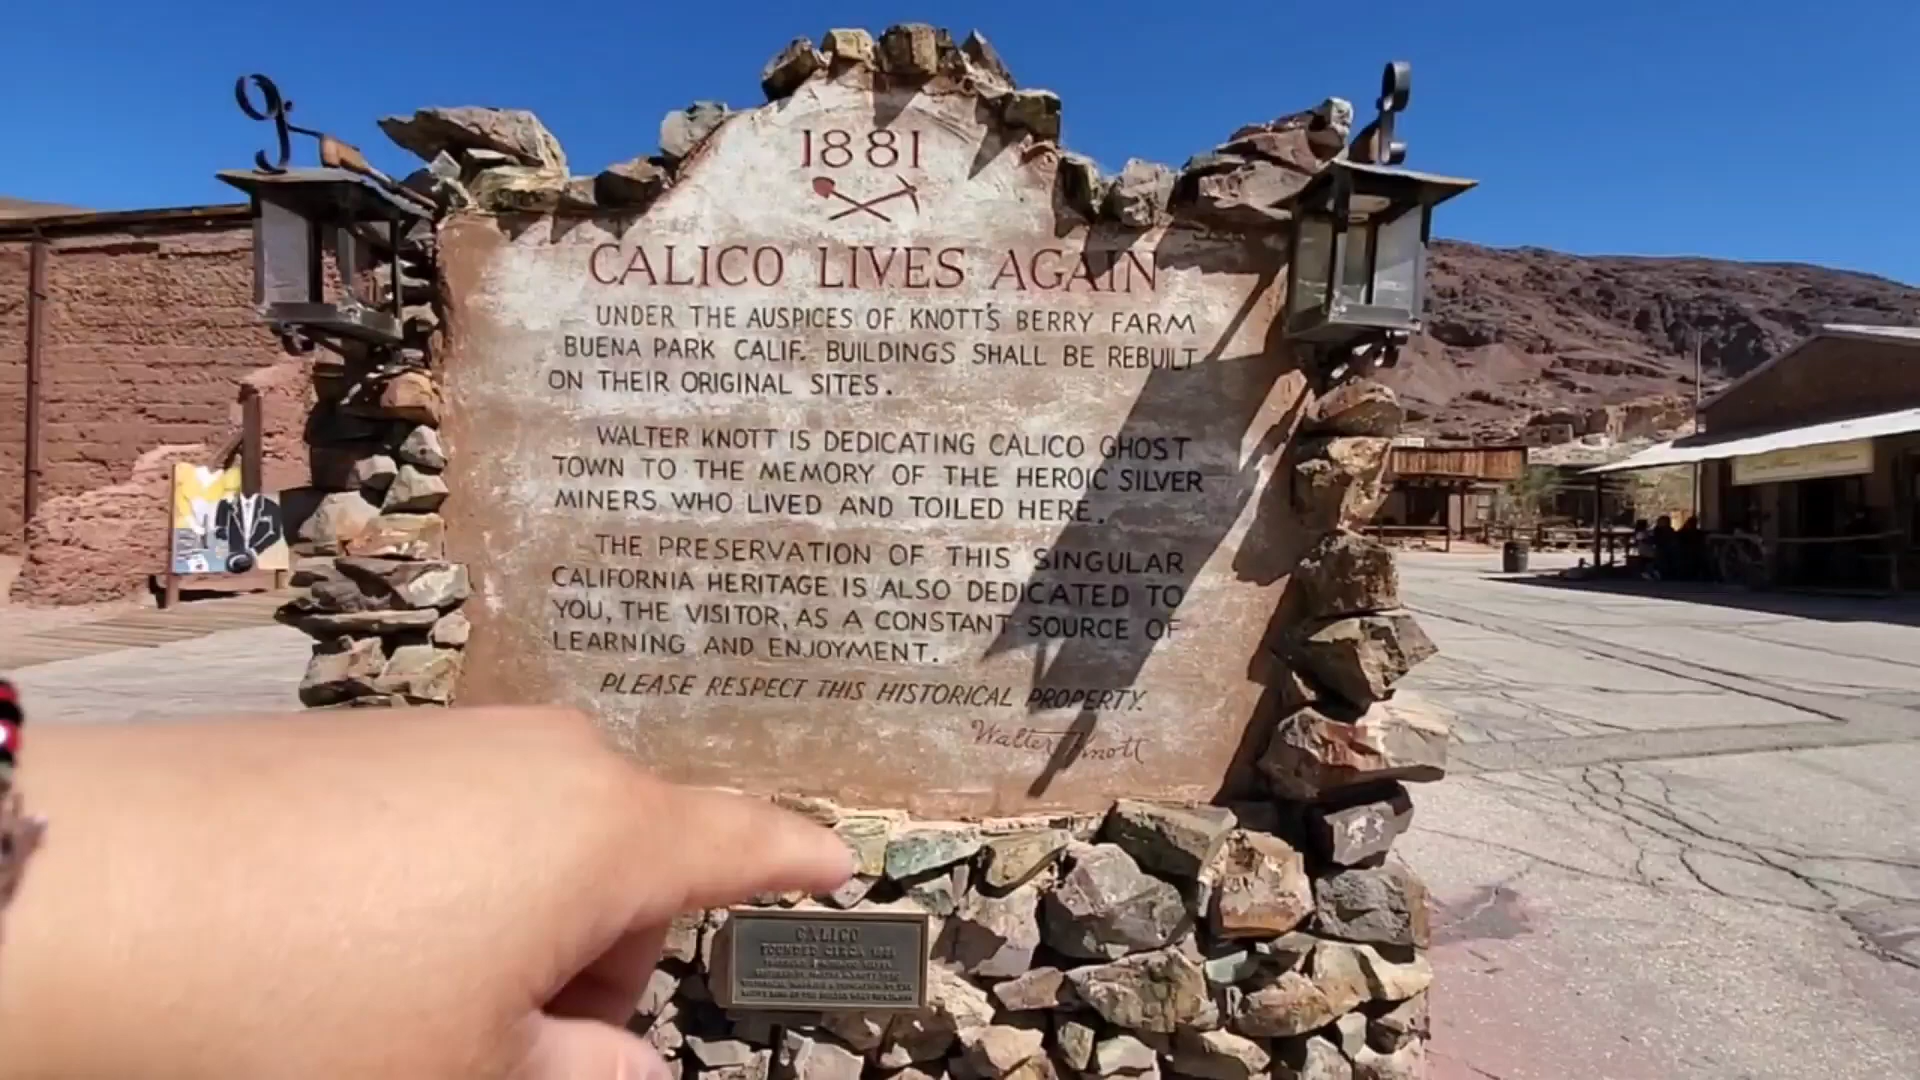 1881
CALICO LIVES AGAIN
UNDER THE AUSPICES OF KNOTT'S BERRY FARM
BUENA PARK CALIF. BUILDINGS SHALL BE REBUILT
ON THEIR ORIGINAL SITES.
WALTER KNOTT IS DEDICATING CALICO GHOST
TOWN TO THE MEMORY OF THE HEROIC SILVER
MINERS WHO LIVED AND TOILED HERE.
THE PRESERVATION OF THIS SINGULAR
CALIFORNIA HERITAGE IS ALSO DEDICATED TO
YOU, THE VISITOR, AS A CONSTANT SOURCE OF
LEARNING AND ENJOYMENT.
PLEASE RESPECT THIS HISTORICAL PROPERTY.
Walter Knott
CALICO
FOUNDED CIRCA 1881